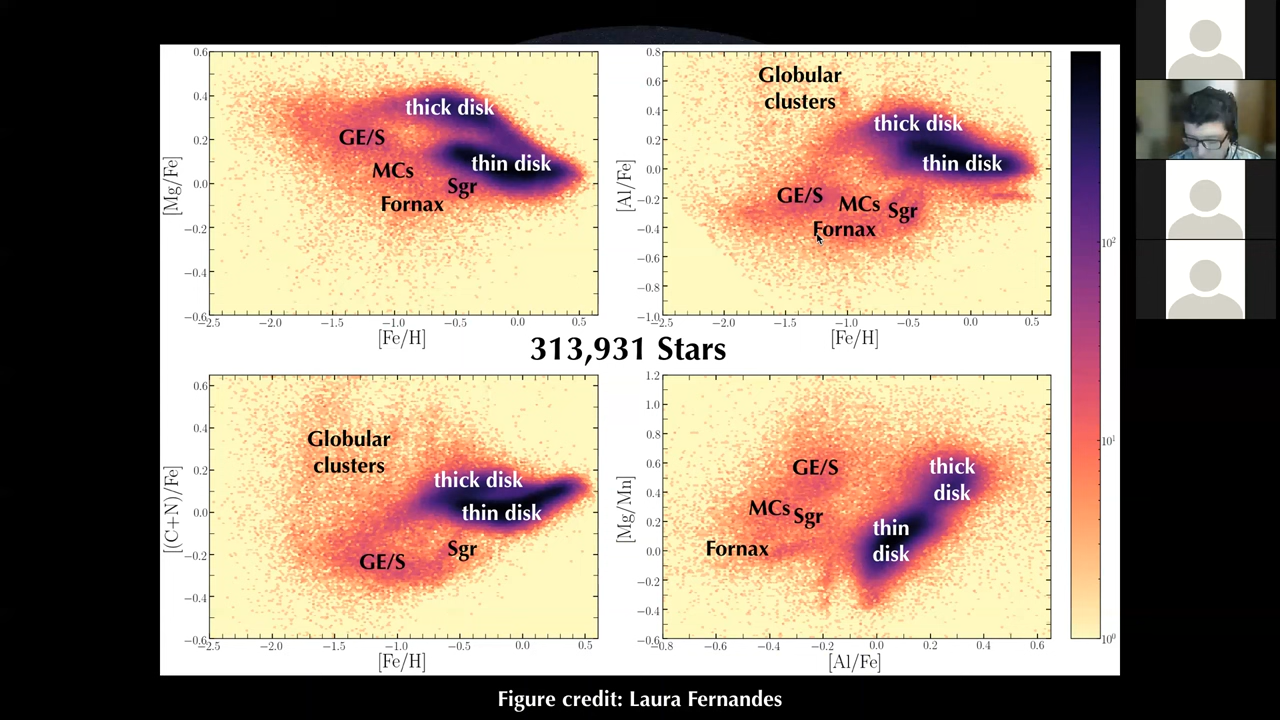 0.6
0.4
0.2
0.0
−0.2
−0.4
−0.6
[Mg/Fe]
thick disk
GE/S
thin disk
MCs
Sgr
Fornax
−2.5
−2.0
−1.5
−1.0
−0.5
0.0
0.5
[Fe/H]
0.8
0.6
0.4
0.2
0.0
−0.2
−0.4
−0.6
−0.8
−1.0
[Al/Fe]
Globular
clusters
thick disk
thin disk
GE/S
MCs
Sgr
Fornax
−2.5
−2.0
−1.5
−1.0
−0.5
0.0
0.5
[Fe/H]
313,931 Stars
0.6
0.4
0.2
0.0
−0.2
−0.4
−0.6
[(C+N)/Fe]
Globular
clusters
thick disk
thin disk
Sgr
GE/S
−2.5
−2.0
−1.5
−1.0
−0.5
0.0
0.5
[Fe/H]
1.2
1.0
0.8
0.6
0.4
0.2
0.0
−0.2
−0.4
−0.6
[Mg/Mn]
GE/S
thick
disk
MCs
Sgr
thin
disk
Fornax
−0.8
−0.6
−0.4
−0.2
0.0
0.2
0.4
0.6
[Al/Fe]
10²
10¹
10⁰
Figure credit: Laura Fernandes